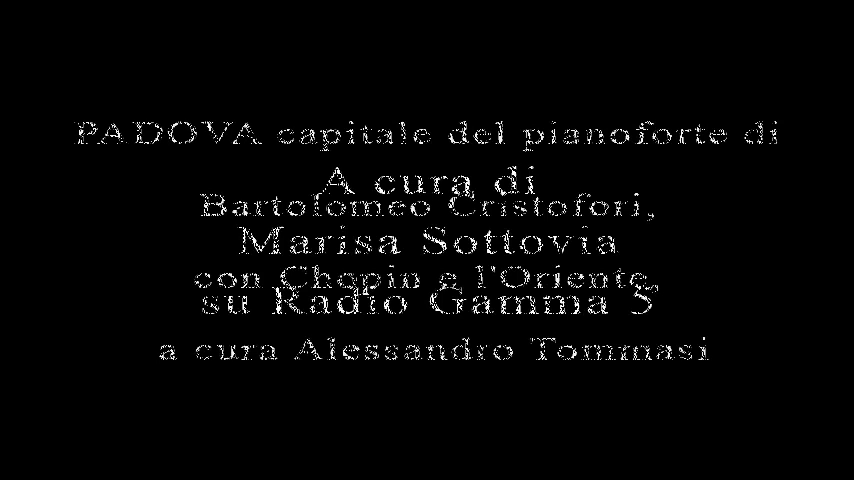 PADOVA capitale del pianoforte di
A cura di
Bartolomeo Cristofori,
Marisa Sottovia
con Chopin e l'Oriente,
su Radio Gamma 5
a cura Alessandro Tommasi